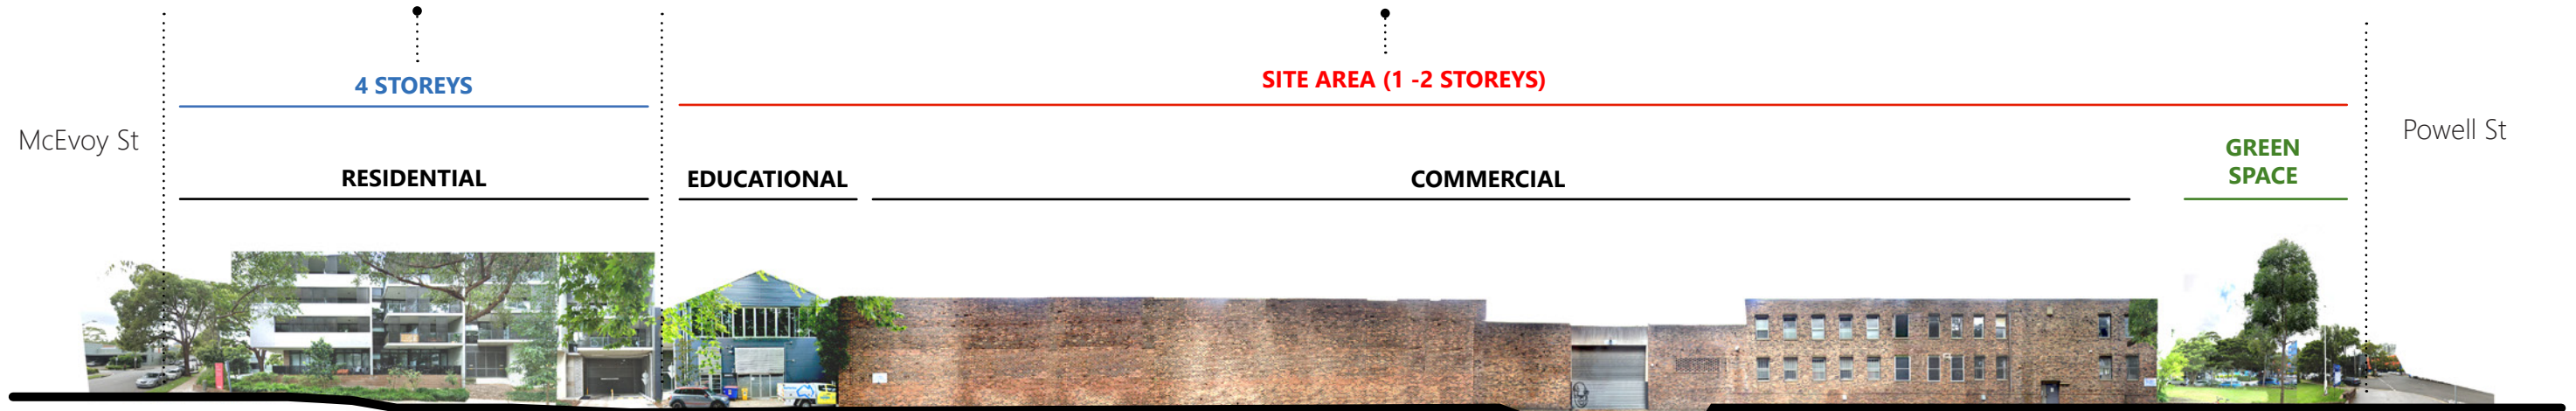 4 STOREYS
SITE AREA (1 -2 STOREYS)
McEvoy St
Powell St
RESIDENTIAL
EDUCATIONAL
COMMERCIAL
GREEN
SPACE